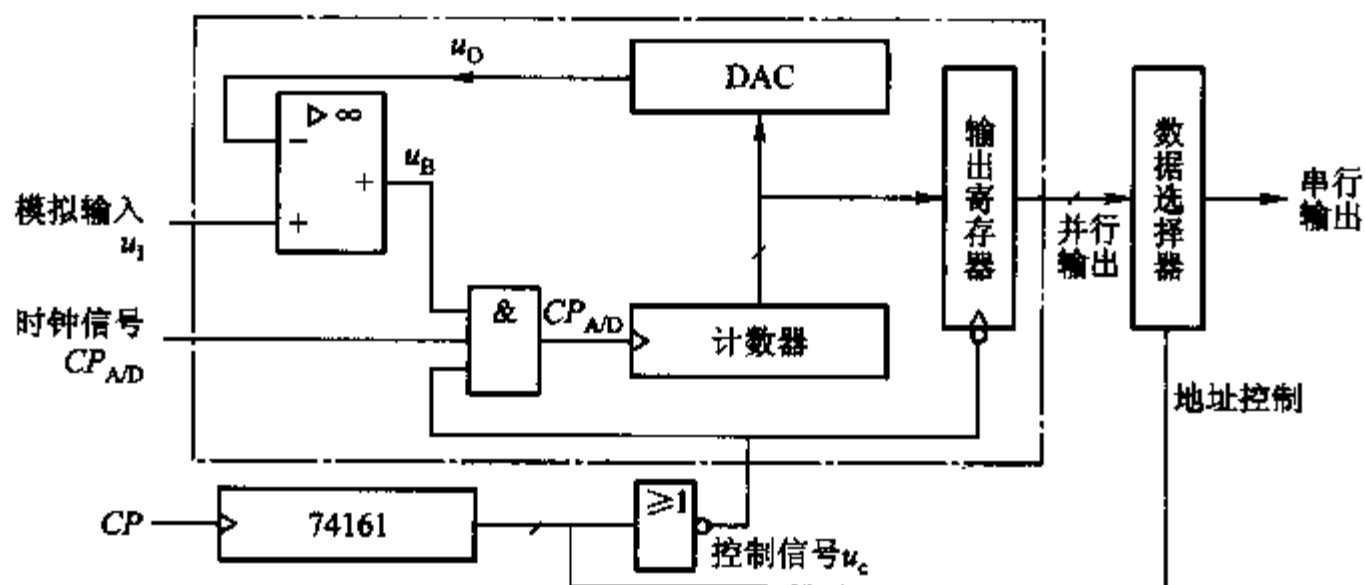 u_O
DAC
▷ ∞
−
+
+
u_B
模拟输入
u_I
时钟信号
CP_A/D
&
CP_A/D
计数器
输出寄存器
并行
输出
数据选择器
串行
输出
地址控制
CP
74161
≥1
控制信号u_c